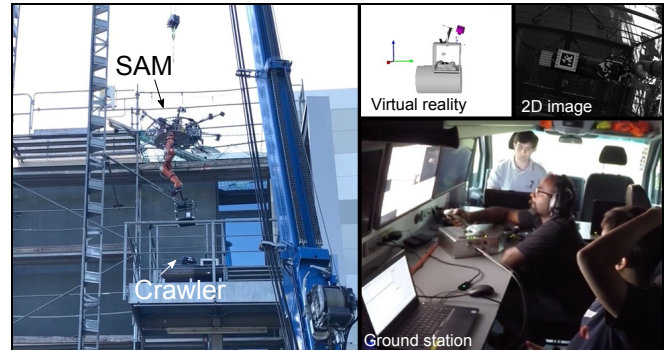 SAM
Crawler
Virtual reality
2D image
Ground station